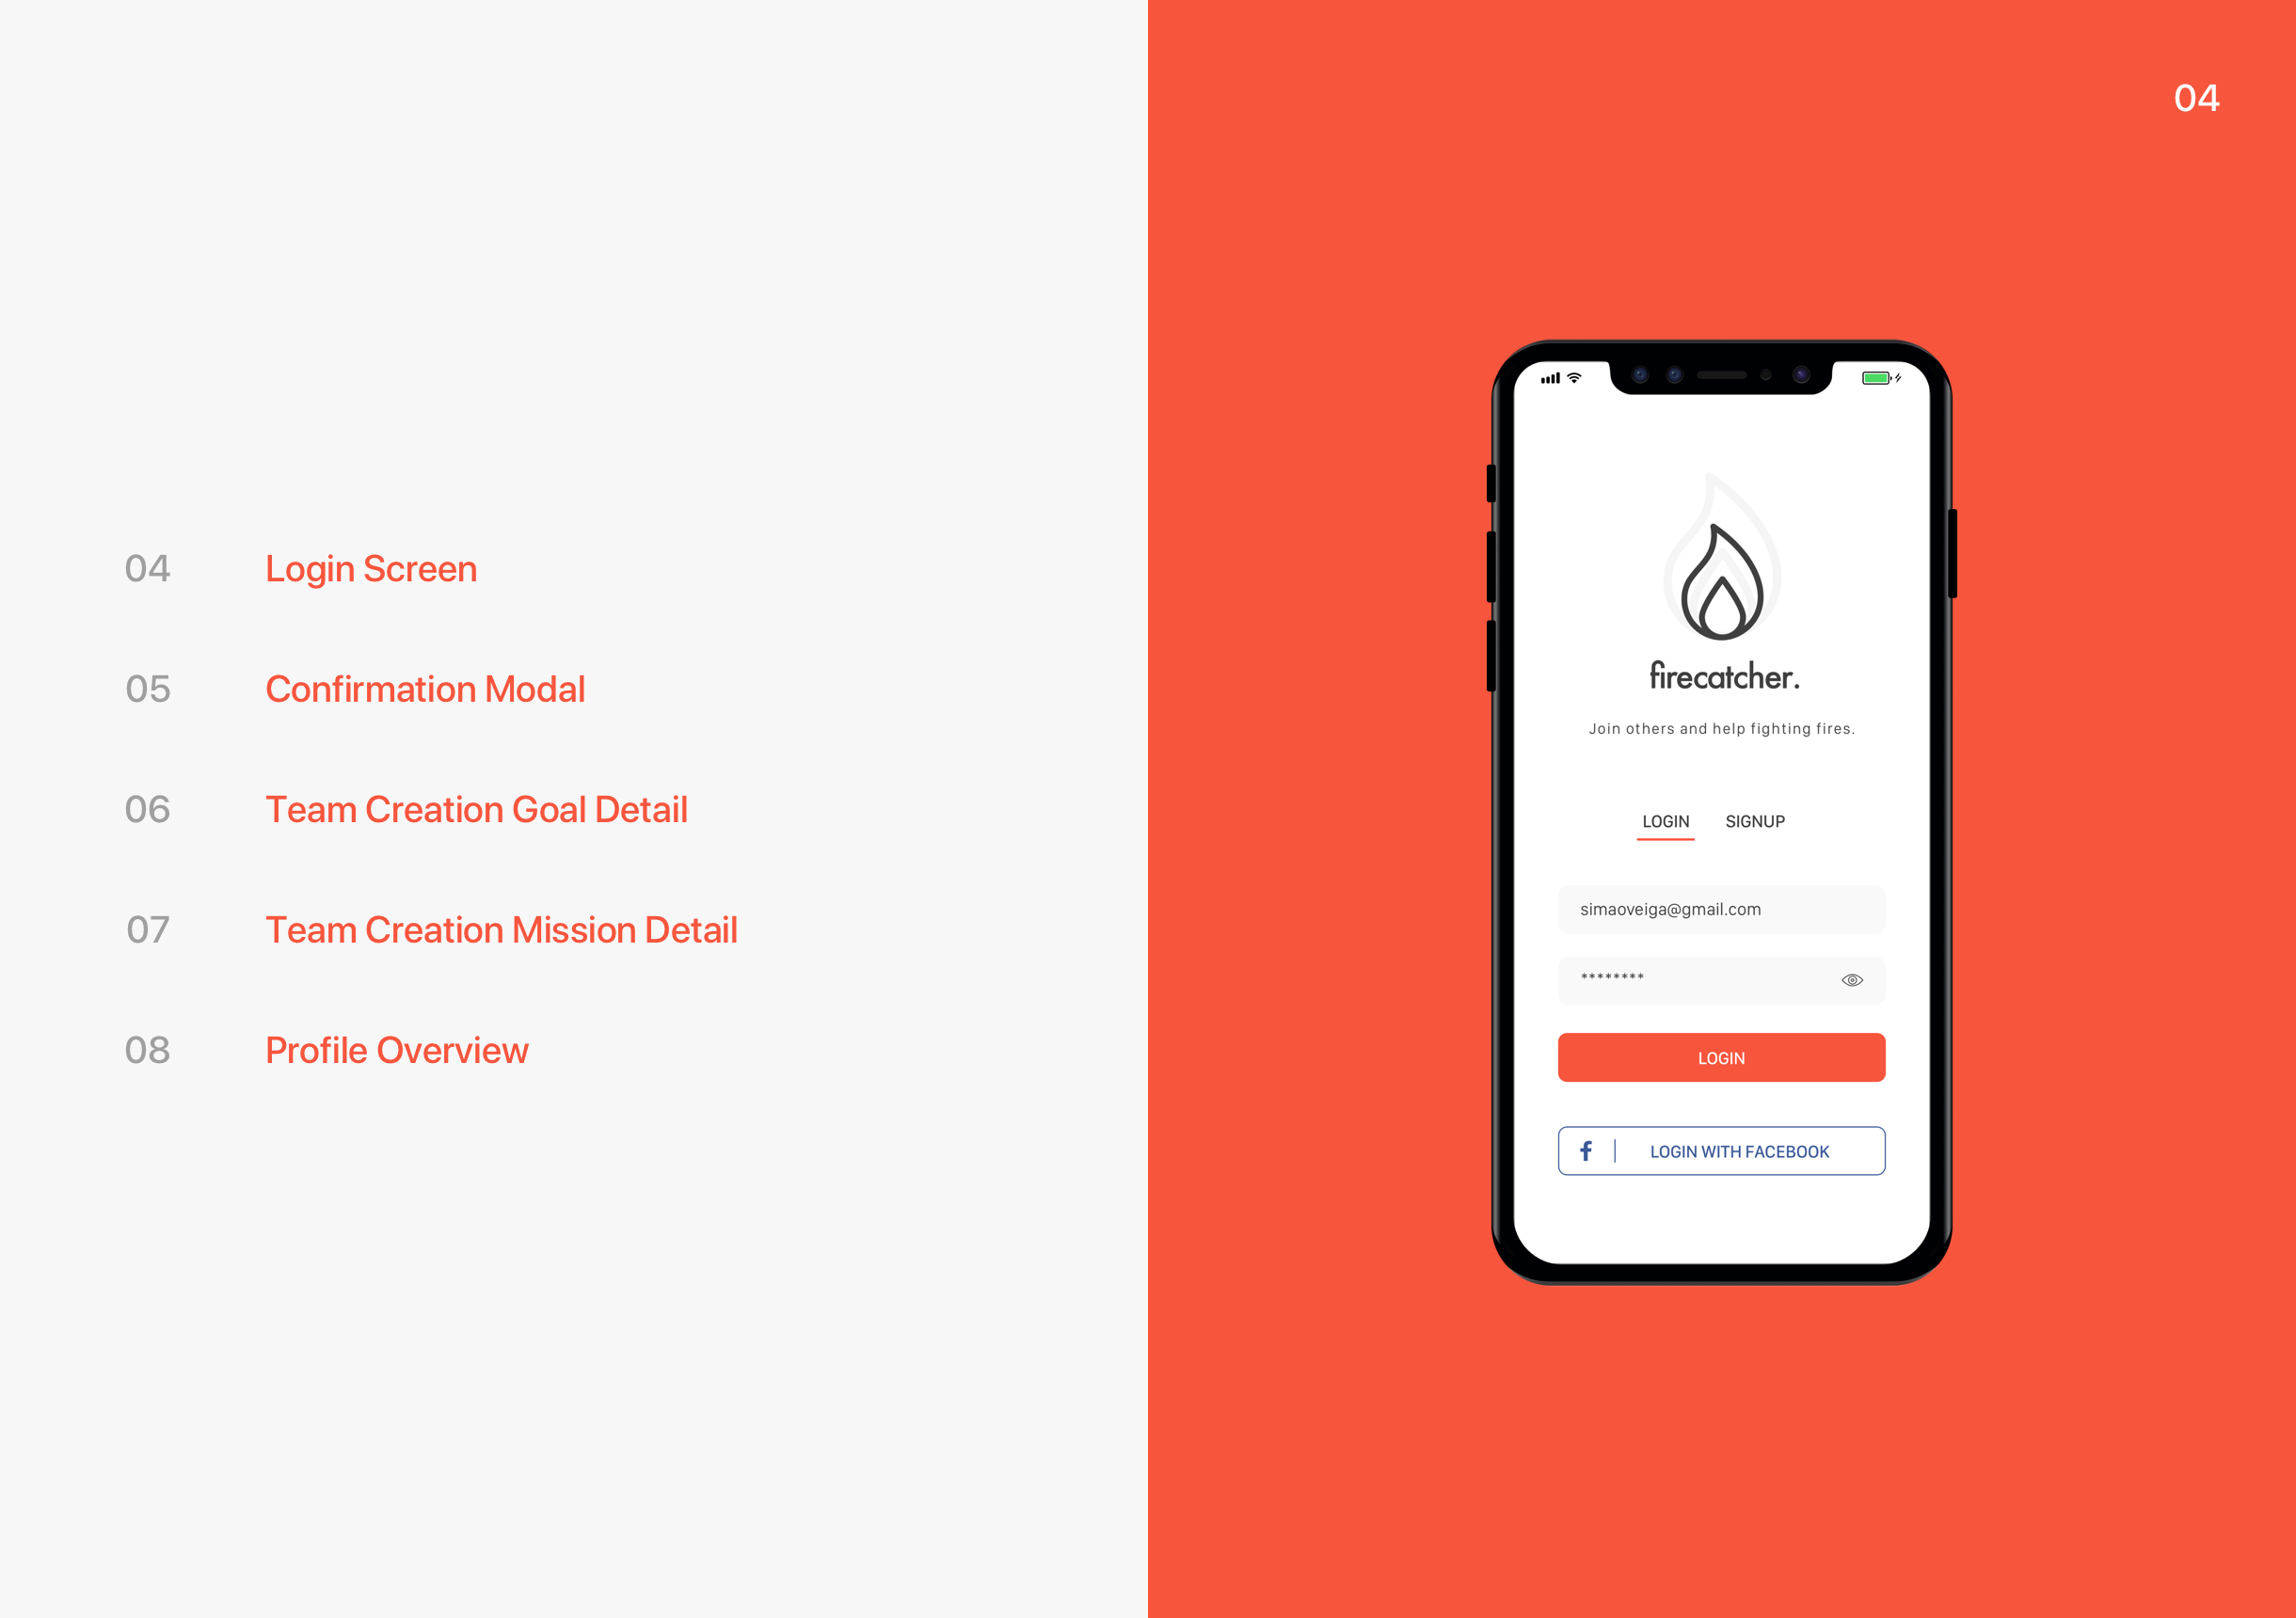 04 Login Screen
05 Confirmation Modal
06 Team Creation Goal Detail
07 Team Creation Mission Detail
08 Profile Overview
04
firecatcher.
Join others and help fighting fires.
LOGIN SIGNUP
simaoveiga@gmail.com
********
LOGIN
f LOGIN WITH FACEBOOK